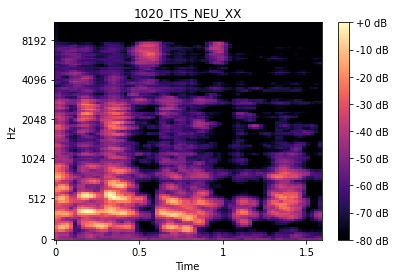 1020_ITS_NEU_XX
+0 dB
8192
-10 dB
4096
-20 dB
-30 dB
2048
Hz
-40 dB
1024
-50 dB
512
-60 dB
-70 dB
0
-80 dB
0
0.5
1
1.5
Time